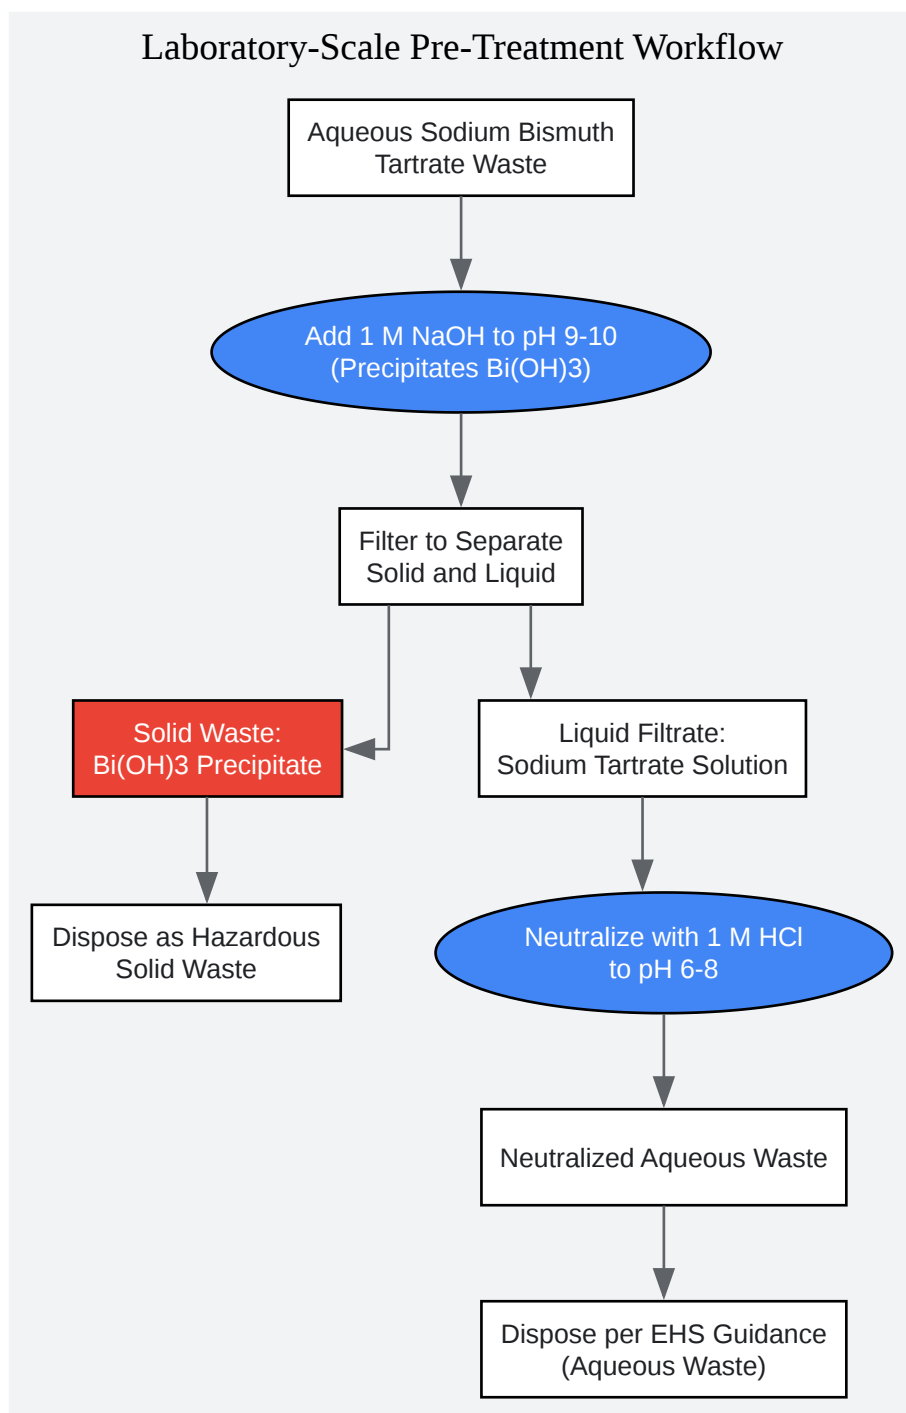 Laboratory-Scale Pre-Treatment Workflow
Aqueous Sodium Bismuth
Tartrate Waste
Add 1 M NaOH to pH 9-10
(Precipitates Bi(OH)3)
Filter to Separate
Solid and Liquid
Solid Waste:
Bi(OH)3 Precipitate
Liquid Filtrate:
Sodium Tartrate Solution
Dispose as Hazardous
Solid Waste
Neutralize with 1 M HCl
to pH 6-8
Neutralized Aqueous Waste
Dispose per EHS Guidance
(Aqueous Waste)